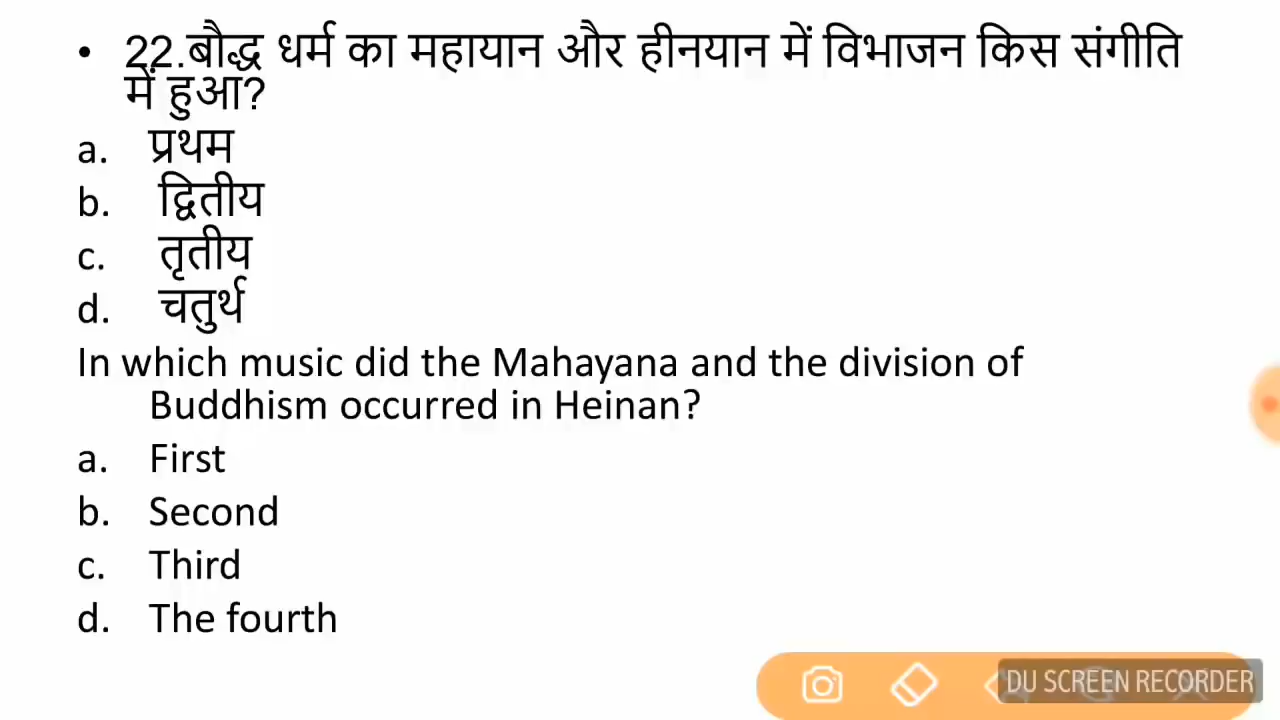 • 22.बौद्ध धर्म का महायान और हीनयान में विभाजन किस संगीति
में हुआ?
a. प्रथम
b. द्वितीय
c. तृतीय
d. चतुर्थ
In which music did the Mahayana and the division of
Buddhism occurred in Heinan?
a. First
b. Second
c. Third
d. The fourth
DU SCREEN RECORDER